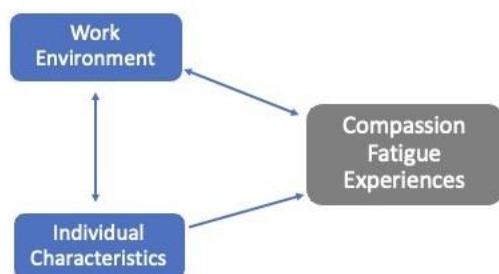 Work
Environment
Compassion
Fatigue
Experiences
Individual
Characteristics